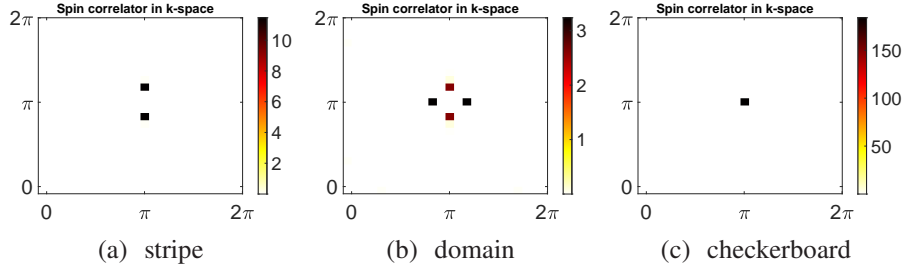 Spin correlator in k-space
2π
π
0
0
π
2π
10
8
6
4
2
(a) stripe
Spin correlator in k-space
2π
π
0
0
π
2π
3
2
1
(b) domain
Spin correlator in k-space
2π
π
0
0
π
2π
150
100
50
(c) checkerboard